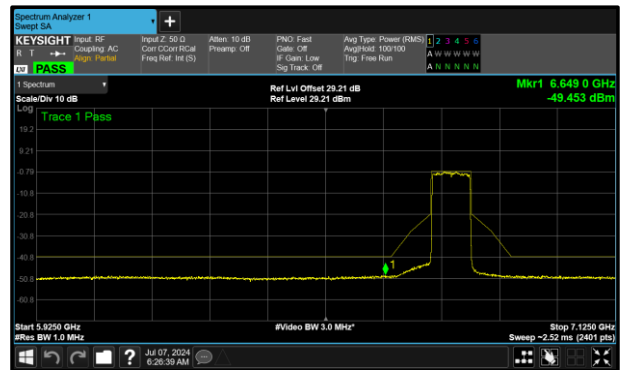 Spectrum Analyzer 1
Swept SA
+
KEYSIGHT Input: RF Input Z: 50 Ω Atten: 10 dB PNO: Fast Avg Type: Power (RMS) 1 2 3 4 5 6
R T Coupling: AC Corr CCorr RCal Preamp: Off Gate: Off Avg|Hold: 100/100 A W W W W W
Align: Partial Freq Ref: Int (S) IF Gain: Low Trig: Free Run
LXI PASS Sig Track: Off A N N N N N
1 Spectrum Ref Lvl Offset 29.21 dB Mkr1 6.649 0 GHz
Scale/Div 10 dB Ref Level 29.21 dBm -49.453 dBm
Log
Trace 1 Pass
19.2
9.21
-0.79
-10.8
-20.8
-30.8
-40.8
1
-50.8
-60.8
Start 5.9250 GHz #Video BW 3.0 MHz* Stop 7.1250 GHz
#Res BW 1.0 MHz Sweep ~2.52 ms (2401 pts)
? Jul 07, 2024
6:26:39 AM